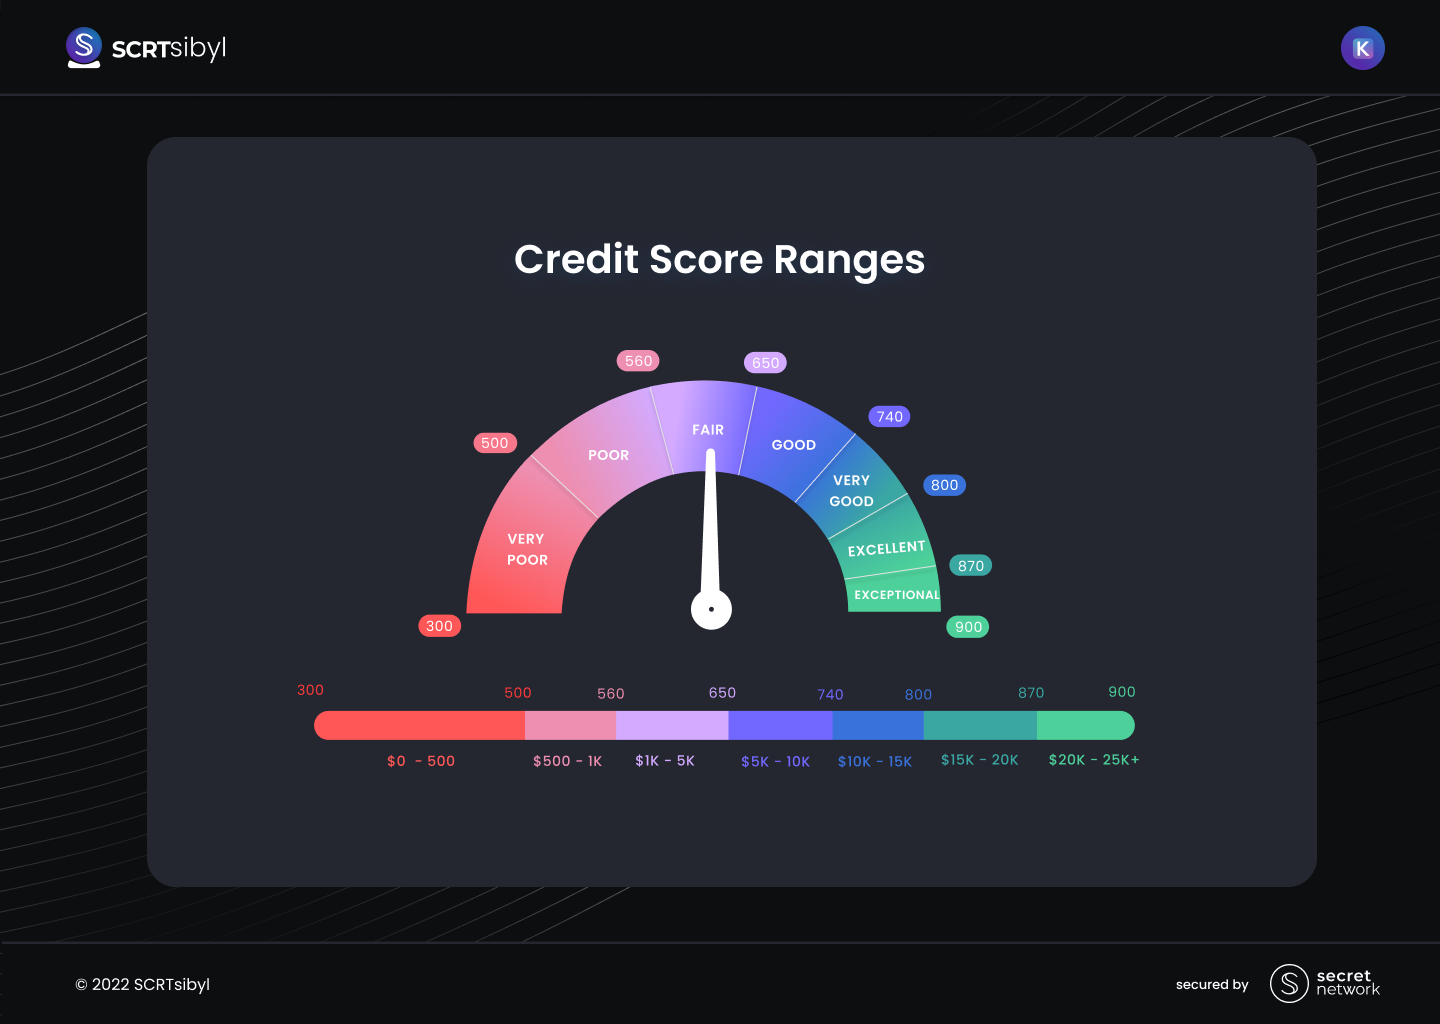 SCRTsibyl
K
Credit Score Ranges
560
650
740
500
FAIR
GOOD
POOR
VERY
GOOD
800
VERY
POOR
EXCELLENT
870
EXCEPTIONAL
300
900
300 500 560 650 740 800 870 900
$0 - 500 $500 - 1K $1K - 5K $5K - 10K $10K - 15K $15K - 20K $20K - 25K+
© 2022 SCRTsibyl
secured by
secret
network